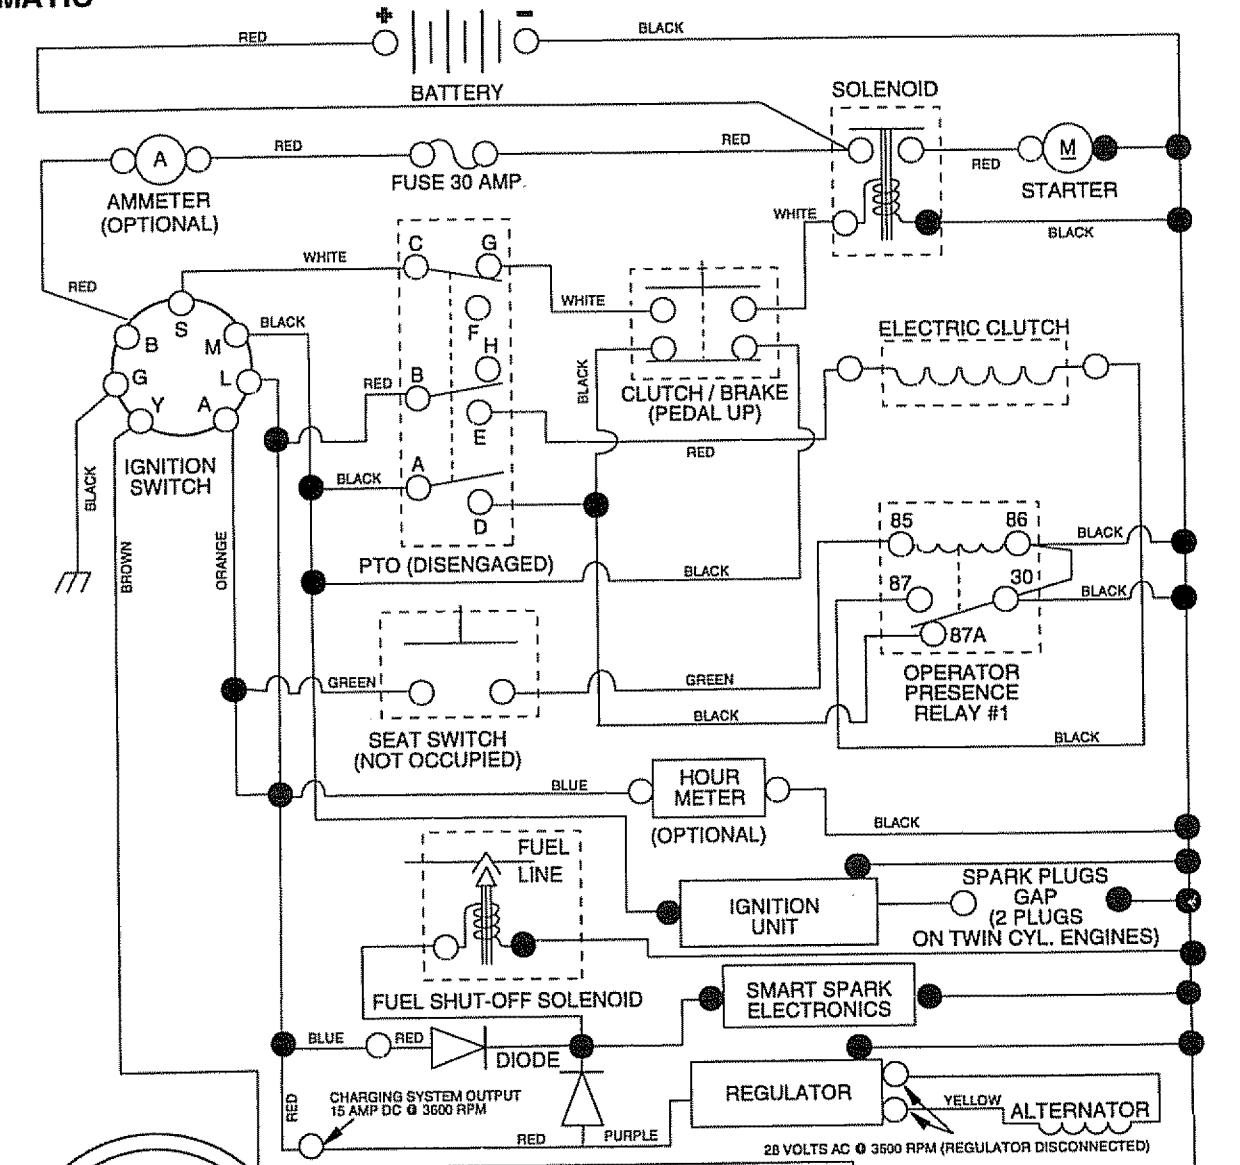 MATIC
+ −
RED
BLACK
BATTERY
SOLENOID
A
RED
RED
RED
M
AMMETER
(OPTIONAL)
FUSE 30 AMP.
STARTER
WHITE
BLACK
C G
WHITE
RED
WHITE
S
BLACK
F
ELECTRIC CLUTCH
B
M
H
G
L
RED
B
BLACK
CLUTCH / BRAKE
(PEDAL UP)
Y
A
E
RED
IGNITION
SWITCH
A
BLACK
BLACK
D
85 86
BLACK
BROWN
ORANGE
PTO (DISENGAGED)
BLACK
87
30
BLACK
87A
OPERATOR
PRESENCE
RELAY #1
GREEN
GREEN
BLACK
BLACK
SEAT SWITCH
(NOT OCCUPIED)
BLUE
HOUR
METER
(OPTIONAL)
BLACK
FUEL
LINE
IGNITION
UNIT
SPARK PLUGS
GAP
(2 PLUGS
ON TWIN CYL. ENGINES)
FUEL SHUT-OFF SOLENOID
SMART SPARK
ELECTRONICS
BLUE
RED
DIODE
REGULATOR
RED
CHARGING SYSTEM OUTPUT
15 AMP DC @ 3600 RPM
YELLOW
ALTERNATOR
RED
PURPLE
28 VOLTS AC @ 3600 RPM (REGULATOR DISCONNECTED)